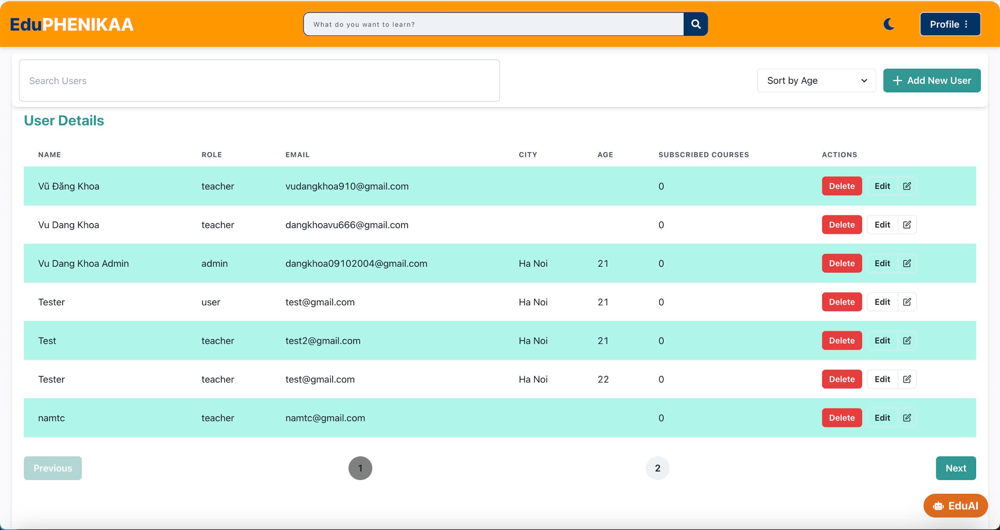 EduPHENIKAA
What do you want to learn?
Profile
Search Users
Sort by Age
Add New User
User Details
NAME ROLE EMAIL CITY AGE SUBSCRIBED COURSES ACTIONS
Vũ Đăng Khoa teacher vudangkhoa910@gmail.com 0 Delete Edit
Vu Dang Khoa teacher dangkhoavu666@gmail.com 0 Delete Edit
Vu Dang Khoa Admin admin dangkhoa09102004@gmail.com Ha Noi 21 0 Delete Edit
Tester user test@gmail.com Ha Noi 21 0 Delete Edit
Test teacher test2@gmail.com Ha Noi 21 0 Delete Edit
Tester teacher test@gmail.com Ha Noi 22 0 Delete Edit
namtc teacher namtc@gmail.com 0 Delete Edit
Previous 1 2 Next
EduAI